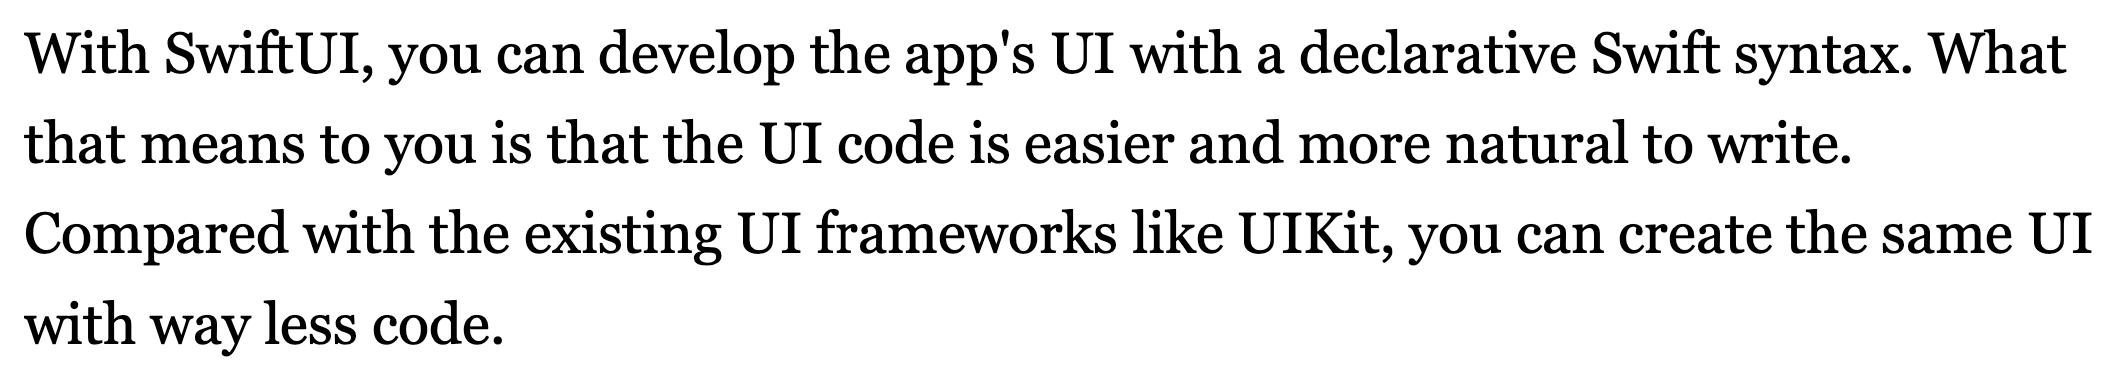 With SwiftUI, you can develop the app's UI with a declarative Swift syntax. What
that means to you is that the UI code is easier and more natural to write.
Compared with the existing UI frameworks like UIKit, you can create the same UI
with way less code.